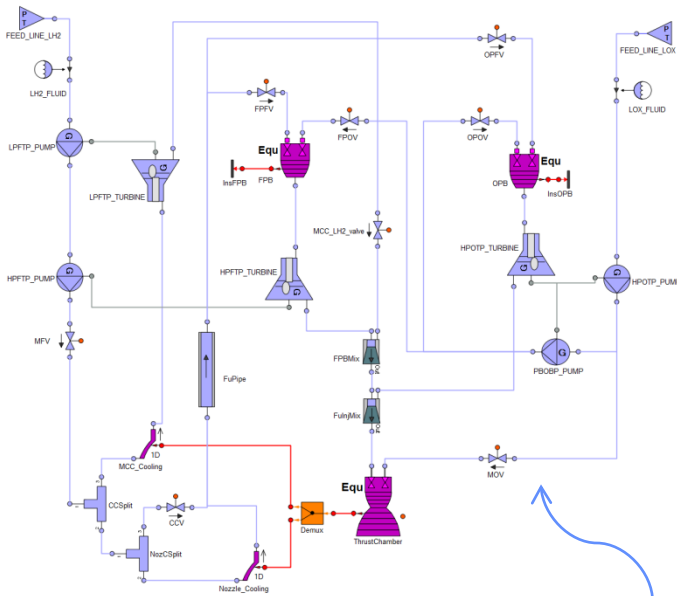 P
T
FEED_LINE_LH2
LH2_FLUID
LPFTP_PUMP
LPFTP_TURBINE
G
HPFTP_PUMP
MFV
FPFV
FPOV
Equ
InsFPB
FPB
HPFTP_TURBINE
MCC_LH2_valve
OPFV
OPOV
Equ
OPB
InsOPB
P
T
FEED_LINE_LOX
LOX_FLUID
HPOTP_TURBINE
HPOTP_PUMP
PBOBP_PUMP
FuPipe
FPBMix
FuInjMix
MCC_Cooling
1D
CCSplit
CCV
NozCSplit
1D
Nozzle_Cooling
Demux
Equ
ThrustChamber
MOV